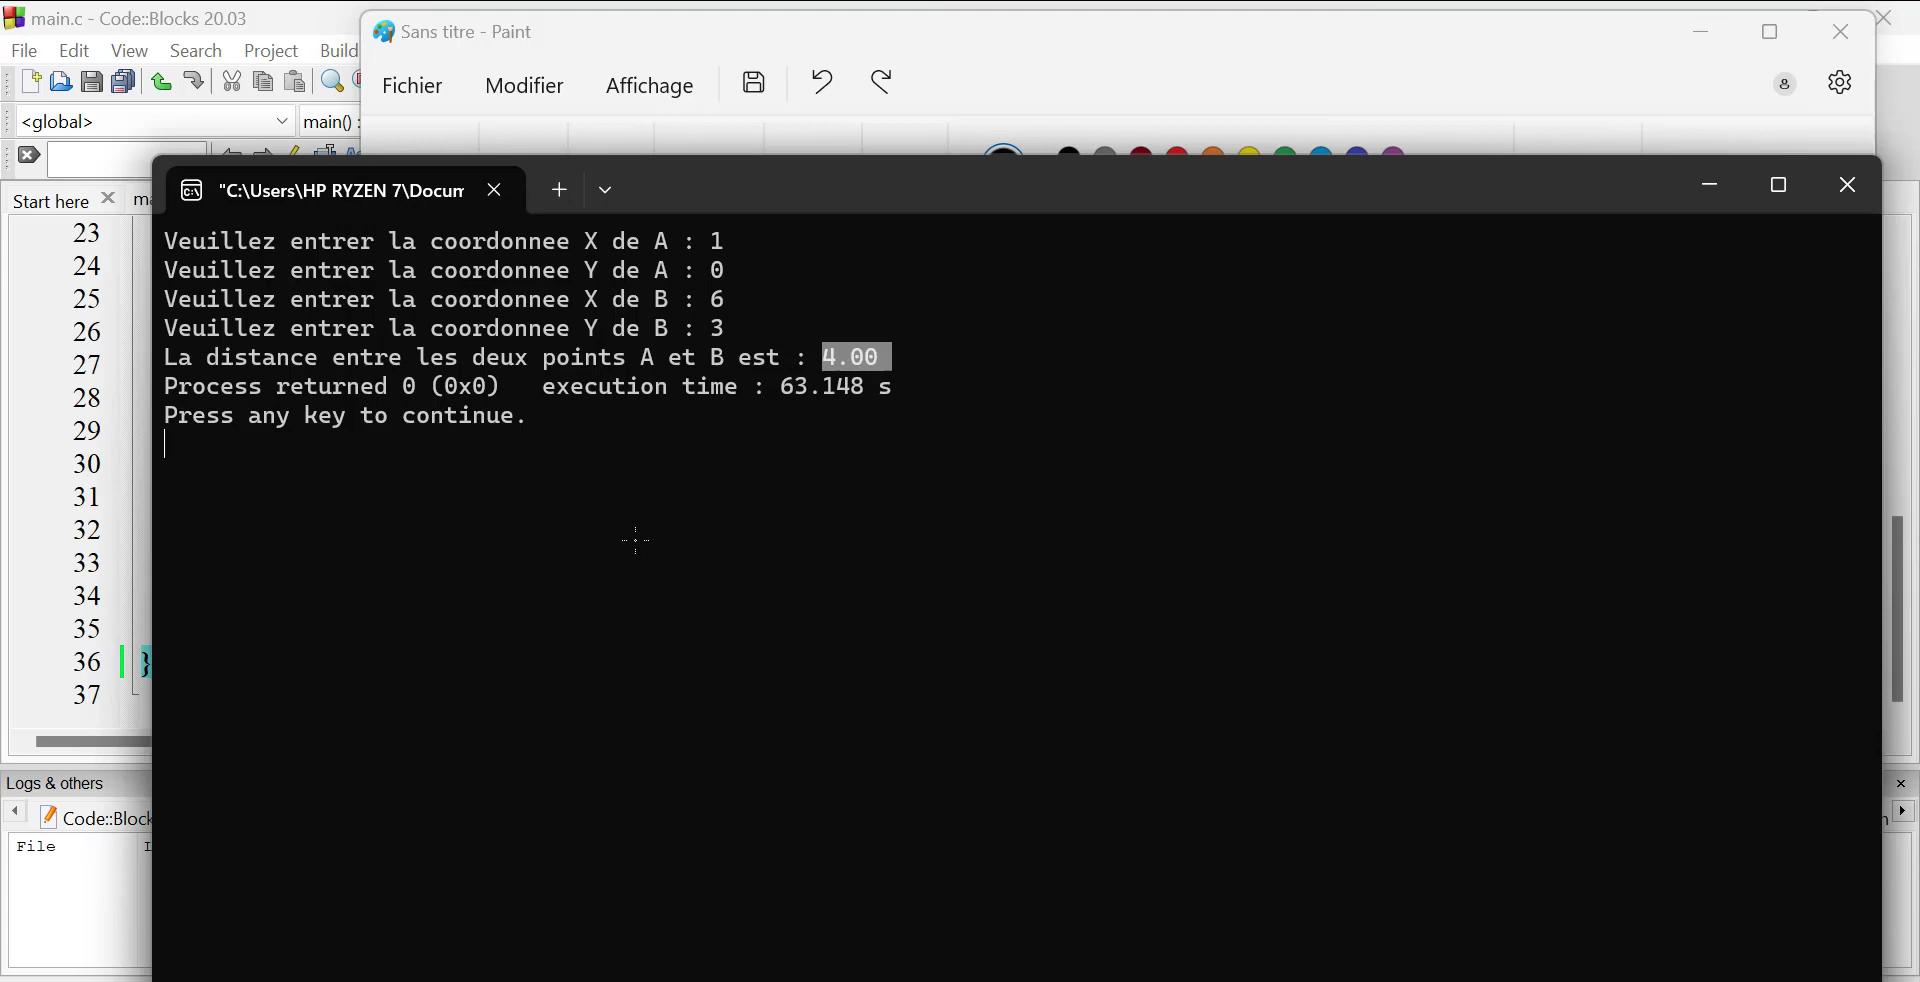 main.c - Code::Blocks 20.03
Sans titre - Paint
File Edit View Search Project Build
Fichier Modifier Affichage
<global>
main() :
"C:\Users\HP RYZEN 7\Docum
Start here
Veuillez entrer la coordonnee X de A : 1
Veuillez entrer la coordonnee Y de A : 0
Veuillez entrer la coordonnee X de B : 6
Veuillez entrer la coordonnee Y de B : 3
La distance entre les deux points A et B est : 4.00
Process returned 0 (0x0)   execution time : 63.148 s
Press any key to continue.
23
24
25
26
27
28
29
30
31
32
33
34
35
36 }
37
Logs & others
Code::Block
File